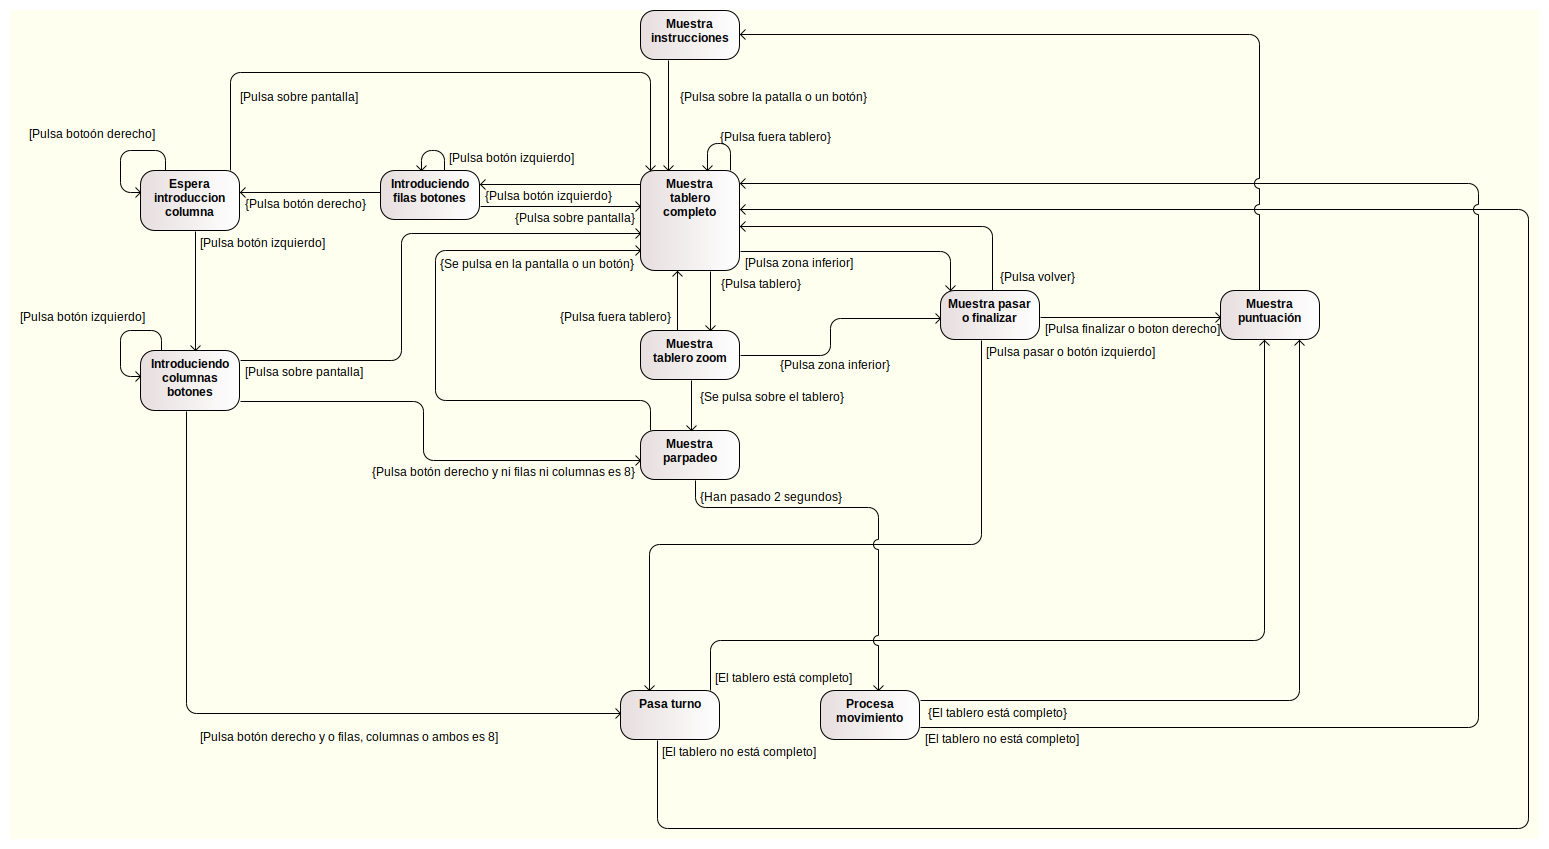 Muestra
instrucciones
[Pulsa sobre pantalla]
{Pulsa sobre la patalla o un botón}
[Pulsa botoón derecho]
{Pulsa fuera tablero}
[Pulsa botón izquierdo]
Espera
introduccion
columna
Introduciendo
filas botones
Muestra
tablero
completo
{Pulsa botón izquierdo}
{Pulsa botón derecho}
{Pulsa sobre pantalla}
[Pulsa botón izquierdo]
{Se pulsa en la pantalla o un botón}
[Pulsa zona inferior]
{Pulsa volver}
{Pulsa tablero}
Muestra pasar
o finalizar
Muestra
puntuación
[Pulsa botón izquierdo]
{Pulsa fuera tablero}
[Pulsa finalizar o boton derecho]
Muestra
tablero zoom
[Pulsa pasar o botón izquierdo]
{Pulsa zona inferior}
Introduciendo
columnas
botones
[Pulsa sobre pantalla]
{Se pulsa sobre el tablero}
Muestra
parpadeo
{Pulsa botón derecho y ni filas ni columnas es 8}
{Han pasado 2 segundos}
[El tablero está completo]
Pasa turno
Procesa
movimiento
{El tablero está completo}
[Pulsa botón derecho y o filas, columnas o ambos es 8]
[El tablero no está completo]
[El tablero no está completo]